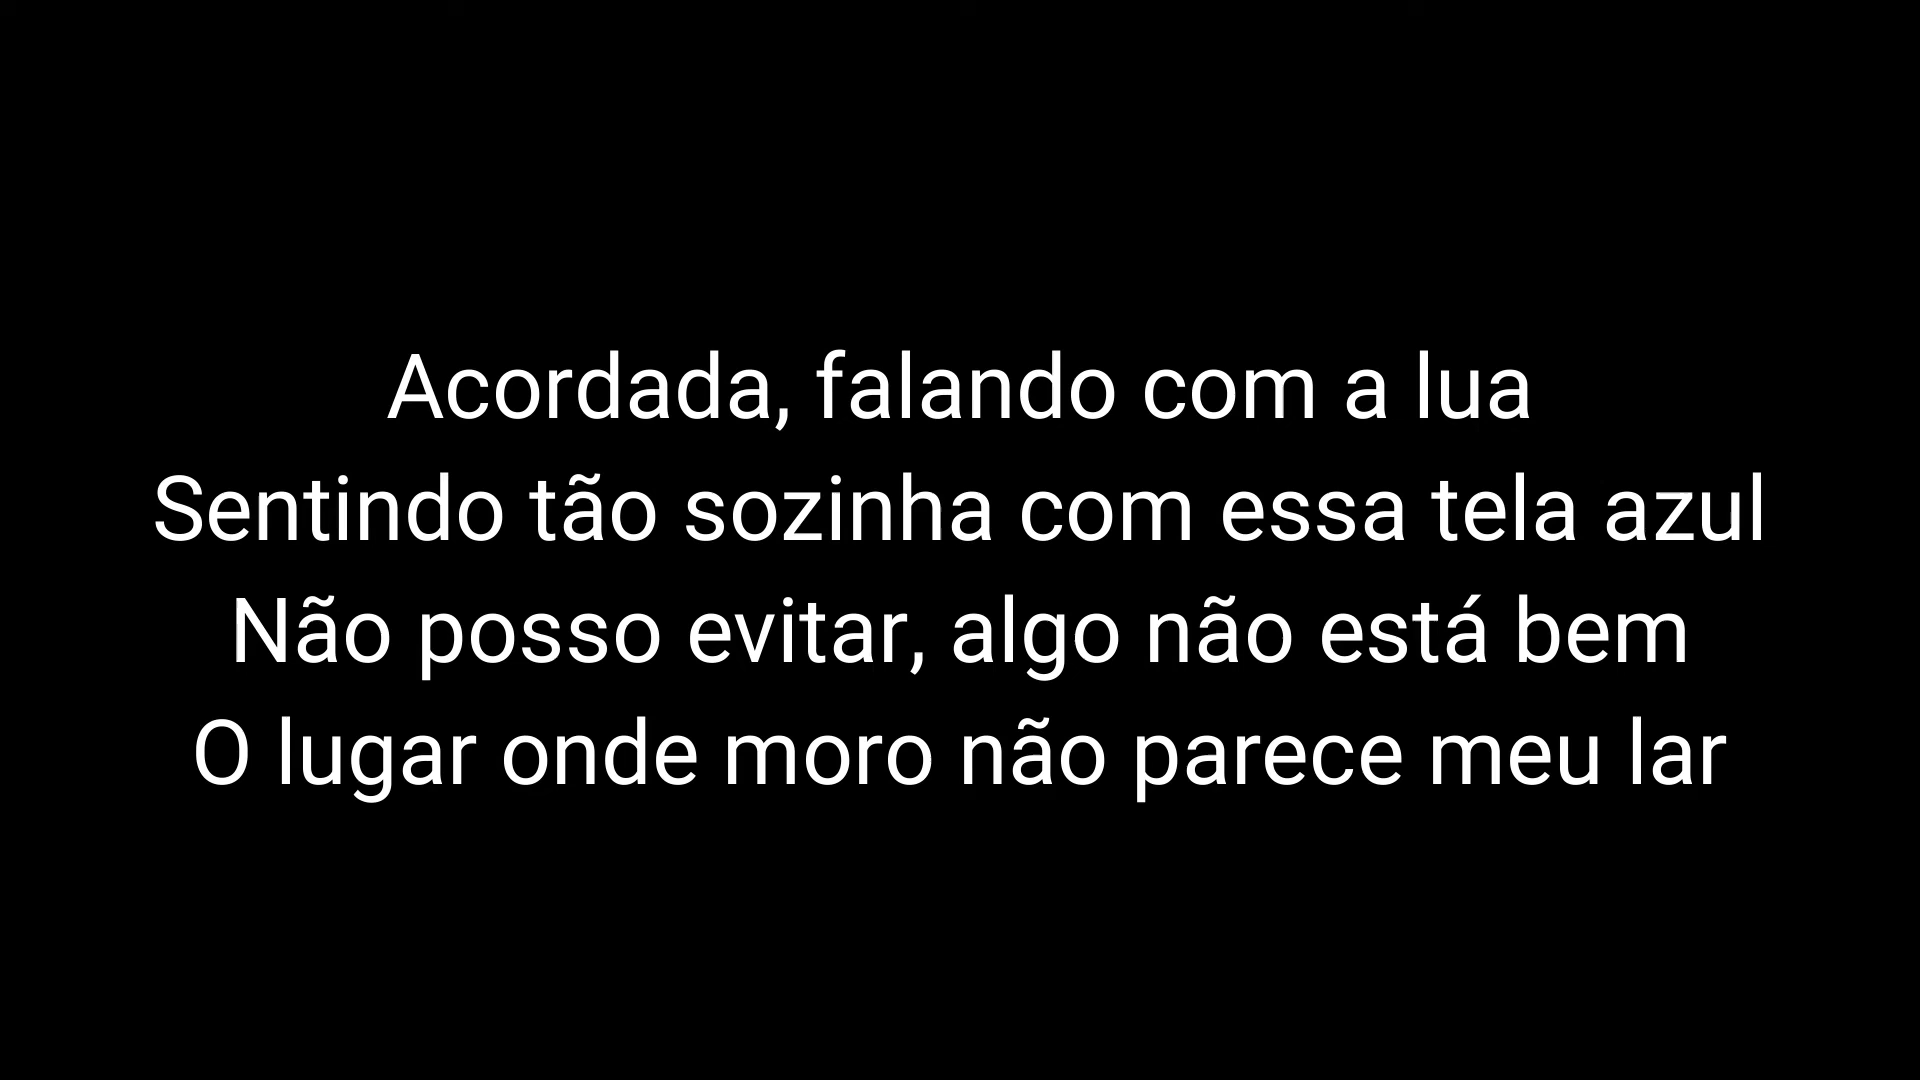 Acordada, falando com a lua
Sentindo tão sozinha com essa tela azul
Não posso evitar, algo não está bem
O lugar onde moro não parece meu lar